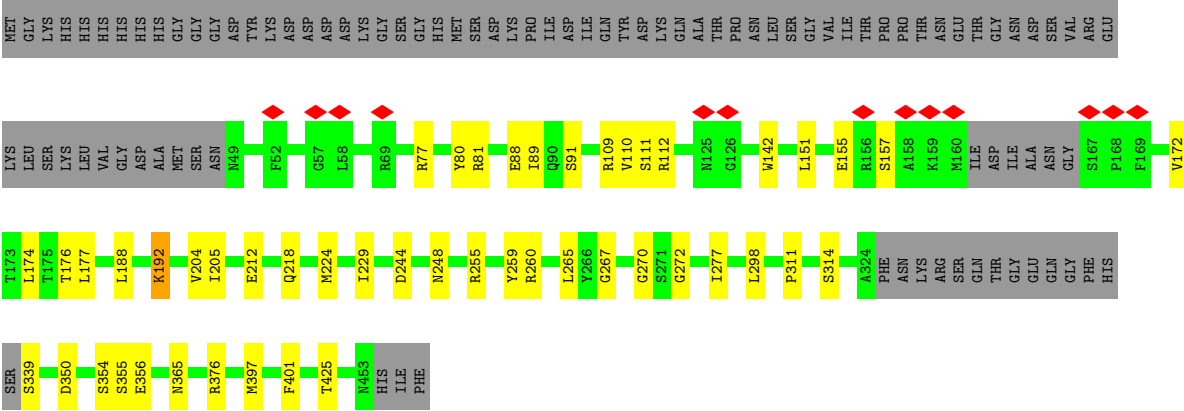 MET GLY LYS HIS HIS HIS HIS HIS HIS HIS GLY GLY GLY ASP TYR LYS ASP ASP ASP ASP LYS GLY SER GLY HIS MET SER ASP LYS PRO ILE ASP ILE GLN TYR ASP LYS GLN ALA THR PRO ASN LEU SER GLY VAL ILE THR PRO PRO THR ASN GLU THR GLY ASN ASP SER VAL ARG GLU
LYS LEU SER LYS LEU VAL GLY ASP ALA MET SER ASN N49 F52 G57 L58 R69 R77 Y80 R81 E88 I89 Q90 S91 R109 V110 S111 R112 N125 G126 W142 L151 E155 R156 S157 A158 K159 M160 ILE ASP ILE ALA ASN GLY S167 P168 F169 V172
T173 L174 T175 T176 L177 L188 K192 V204 I205 E212 Q218 M224 I229 D244 N248 R255 Y259 R260 L265 Y266 G267 G270 S271 G272 I277 L298 P311 S314 A324 PHE ASN LYS ARG SER GLN THR GLY GLU GLN GLY PHE HIS
SER S339 D350 S354 S355 E356 N365 R376 M397 F401 T425 N453 HIS ILE PHE